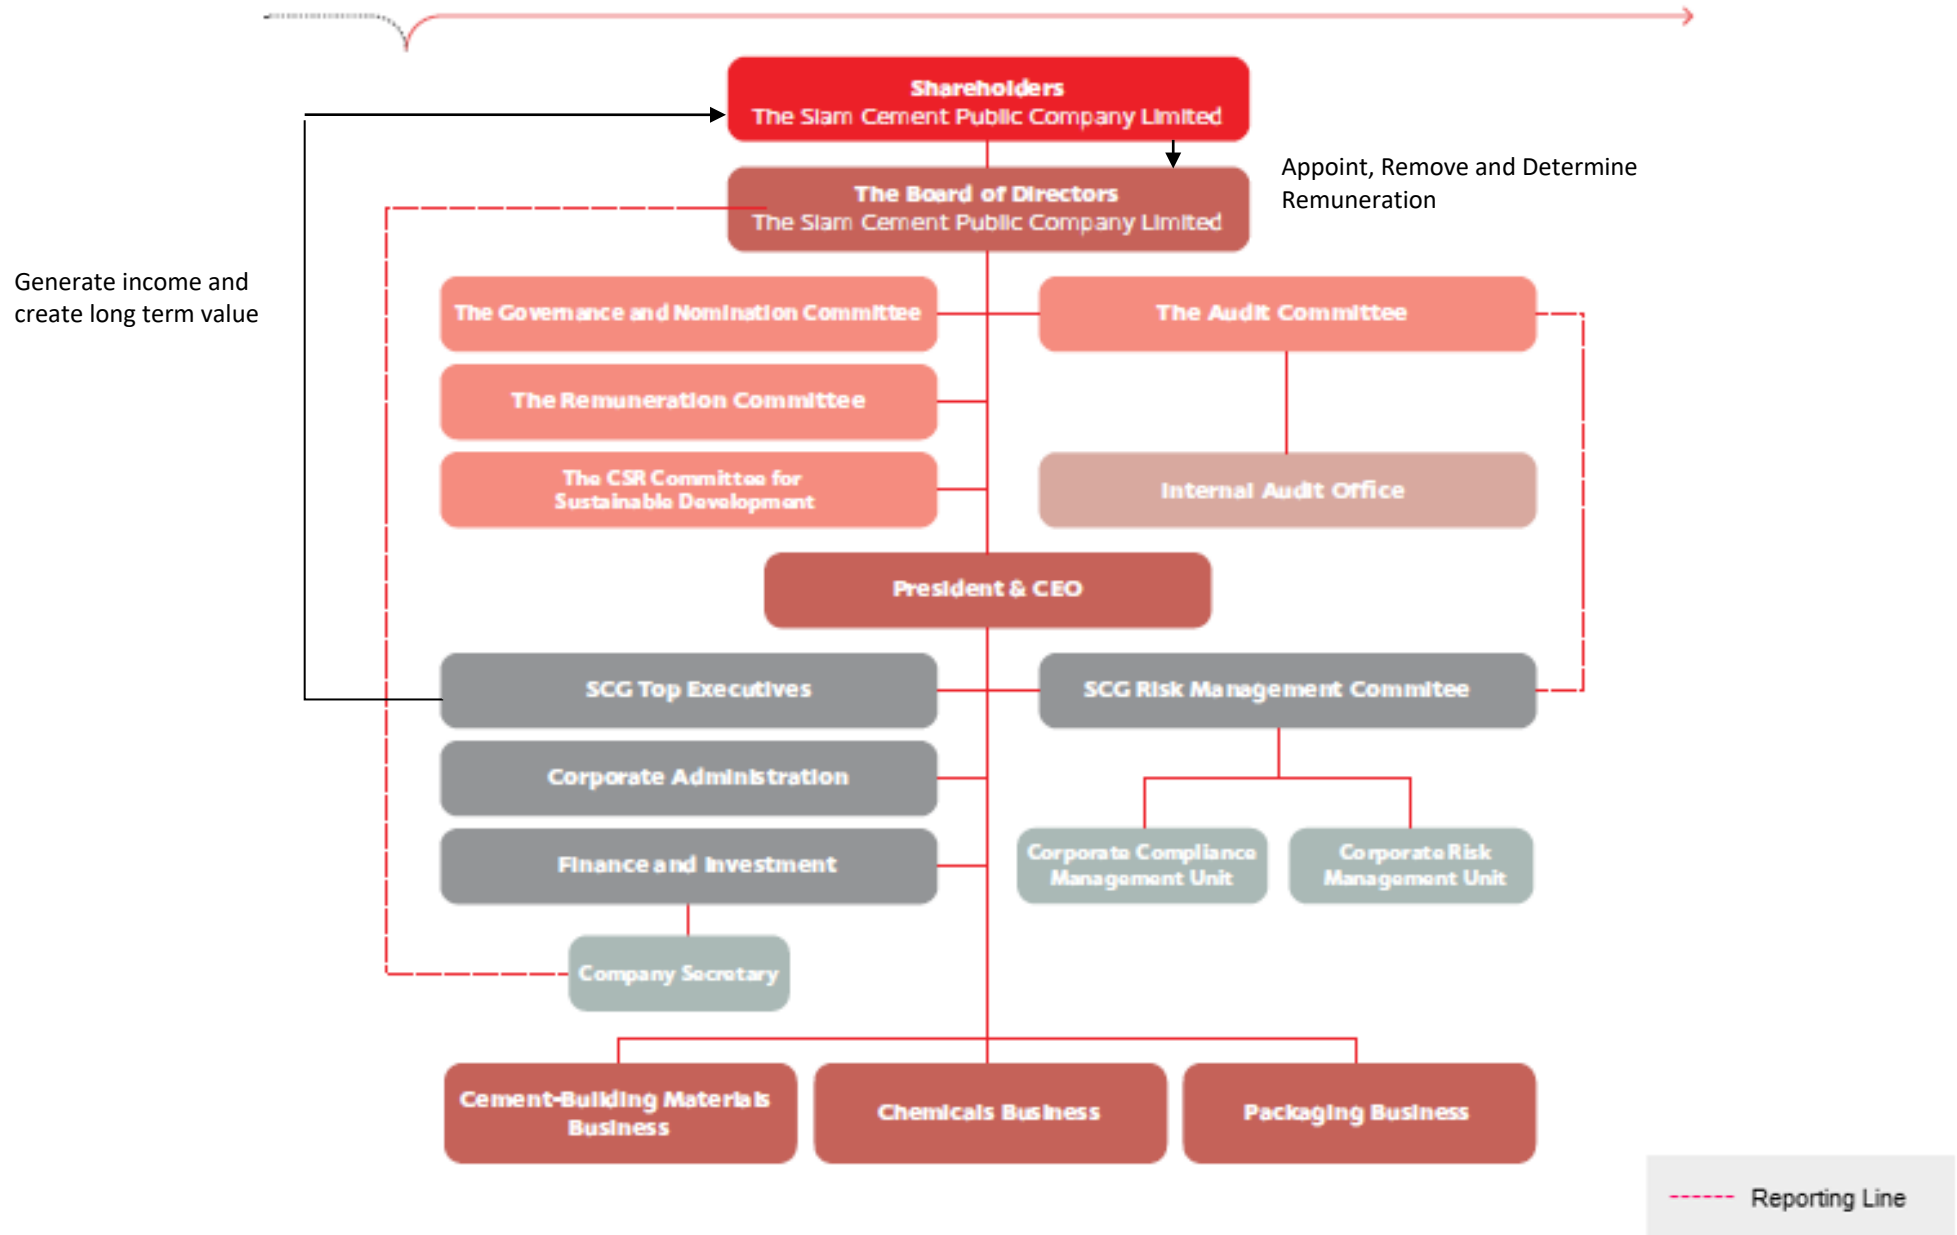 Shareholders
The Siam Cement Public Company Limited
Appoint, Remove and Determine
Remuneration
The Board of Directors
The Siam Cement Public Company Limited
Generate income and
create long term value
The Governance and Nomination Committee
The Audit Committee
The Remuneration Committee
The CSR Committee for
Sustainable Development
Internal Audit Office
President & CEO
SCG Top Executives
SCG Risk Management Commitee
Corporate Administration
Finance and Investment
Corporate Compliance
Management Unit
Corporate Risk
Management Unit
Company Secretary
Cement-Building Materials
Business
Chemicals Business
Packaging Business
Reporting Line